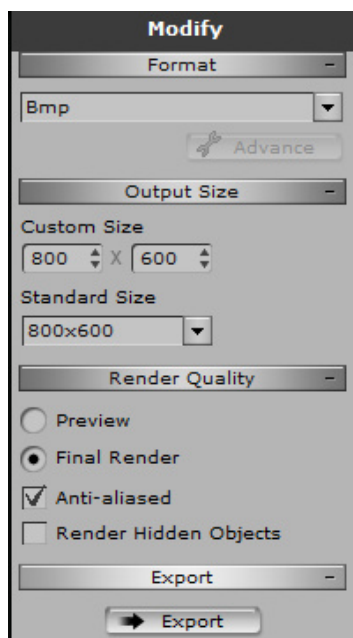 Modify
Format -
Bmp
Advance
Output Size -
Custom Size
800 X 600
Standard Size
800x600
Render Quality -
Preview
Final Render
Anti-aliased
Render Hidden Objects
Export -
Export